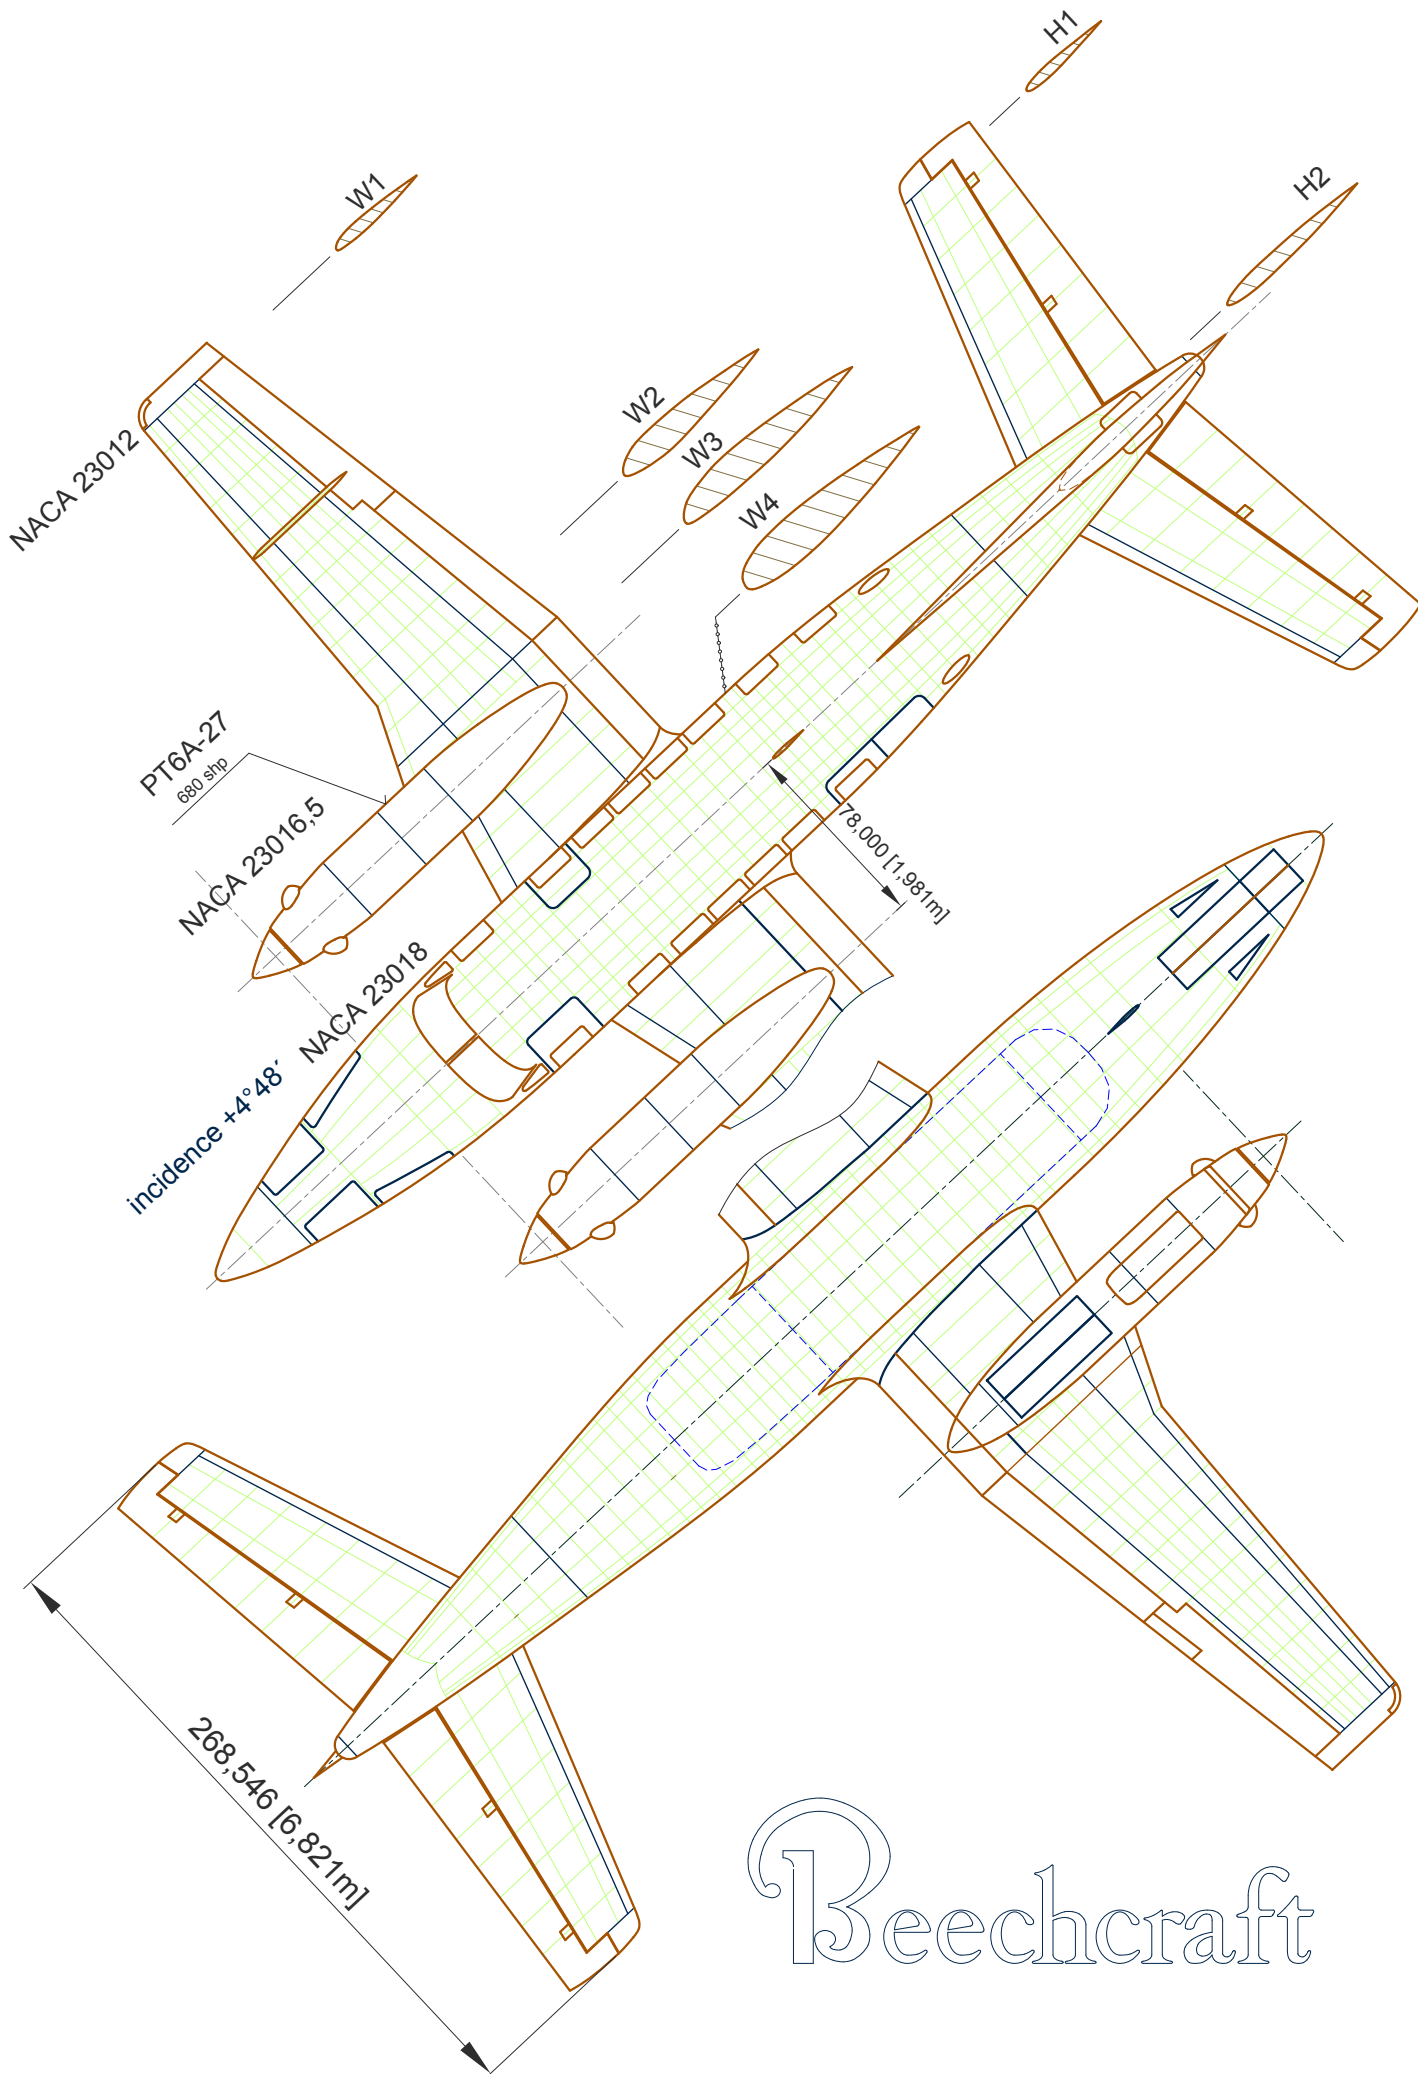 H1
W1
H2
W2
W3
W4
NACA 23012
PT6A-27
680 shp
NACA 23016,5
78,000 [1,981m]
NACA 23018
incidence +4°48´
268,546 [6,821m]
Beechcraft